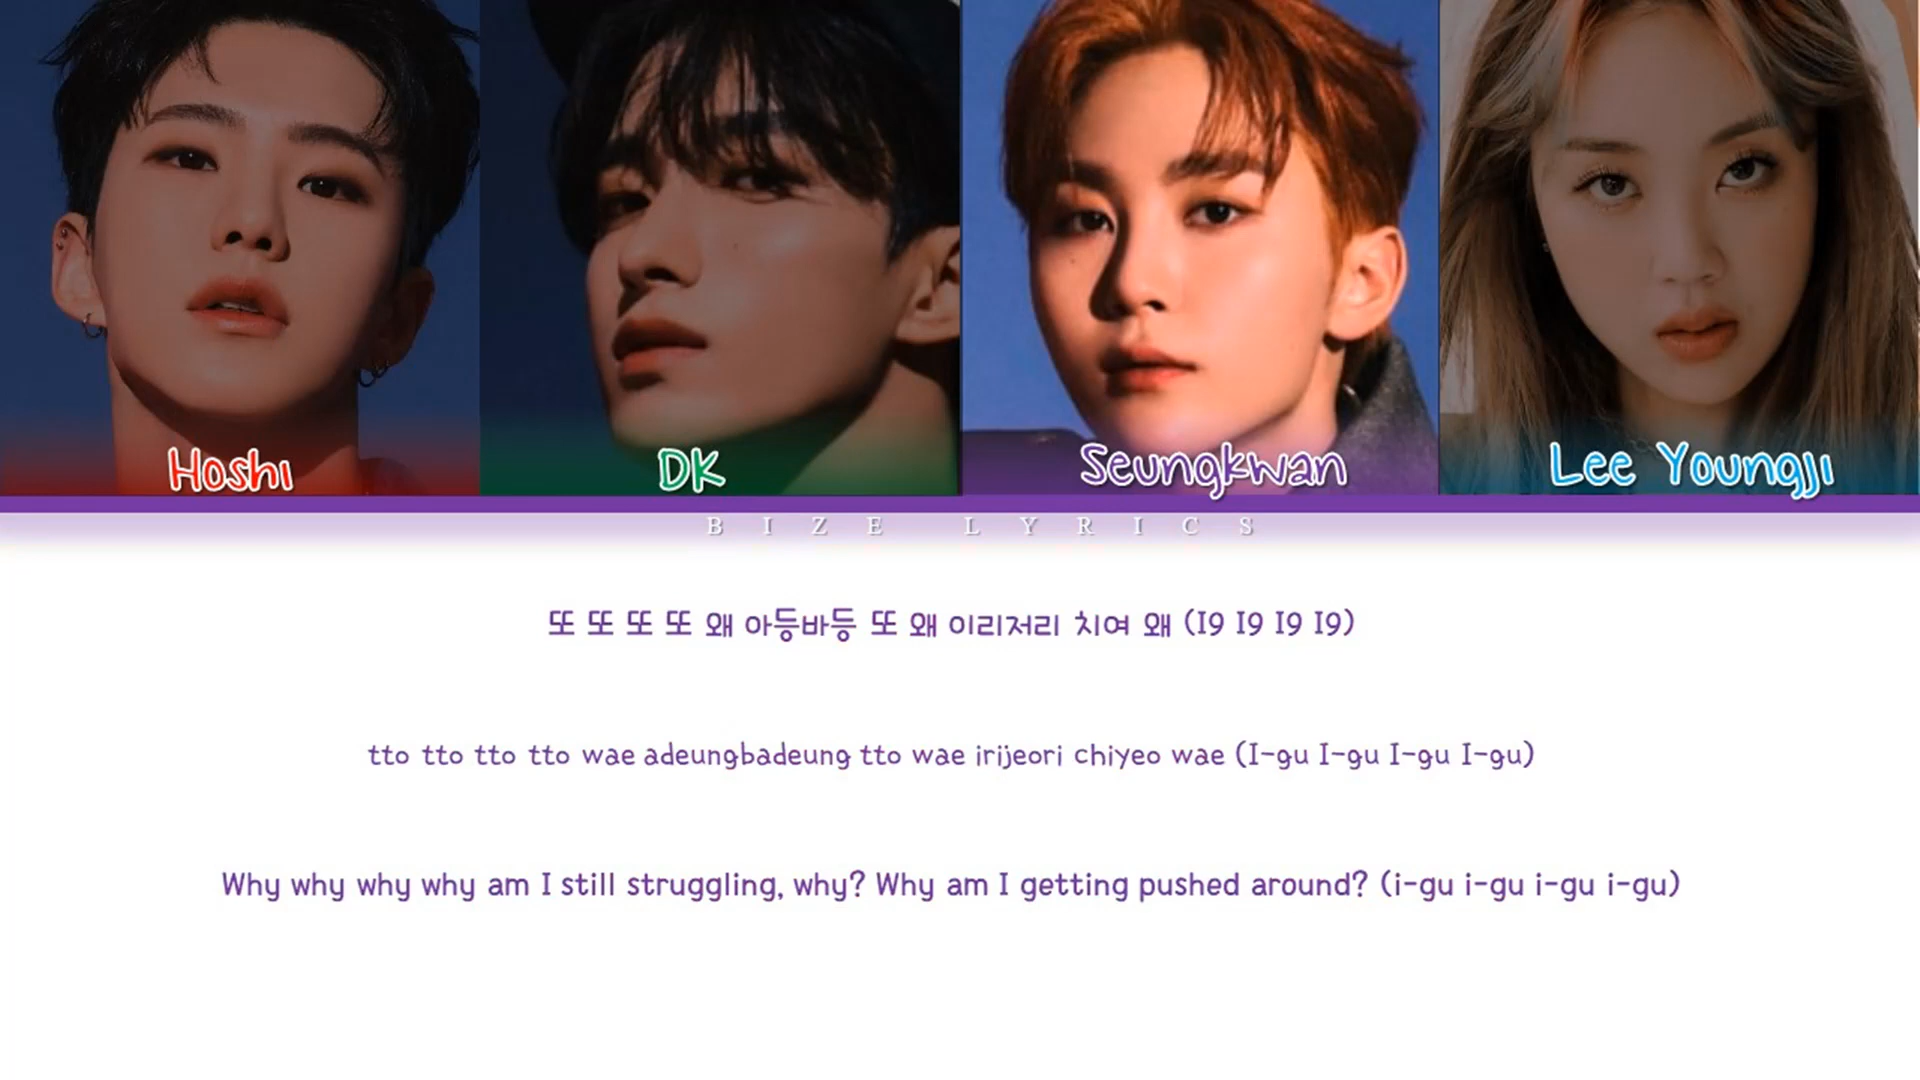 Hoshi DK Seungkwan Lee Youngji
BIZE LYRICS
또 또 또 또 왜 아등바등 또 왜 이리저리 치여 왜 (I9 I9 I9 I9)
tto tto tto tto wae adeungbadeung tto wae irijeori chiyeo wae (I-gu I-gu I-gu I-gu)
Why why why why am I still struggling, why? Why am I getting pushed around? (i-gu i-gu i-gu i-gu)